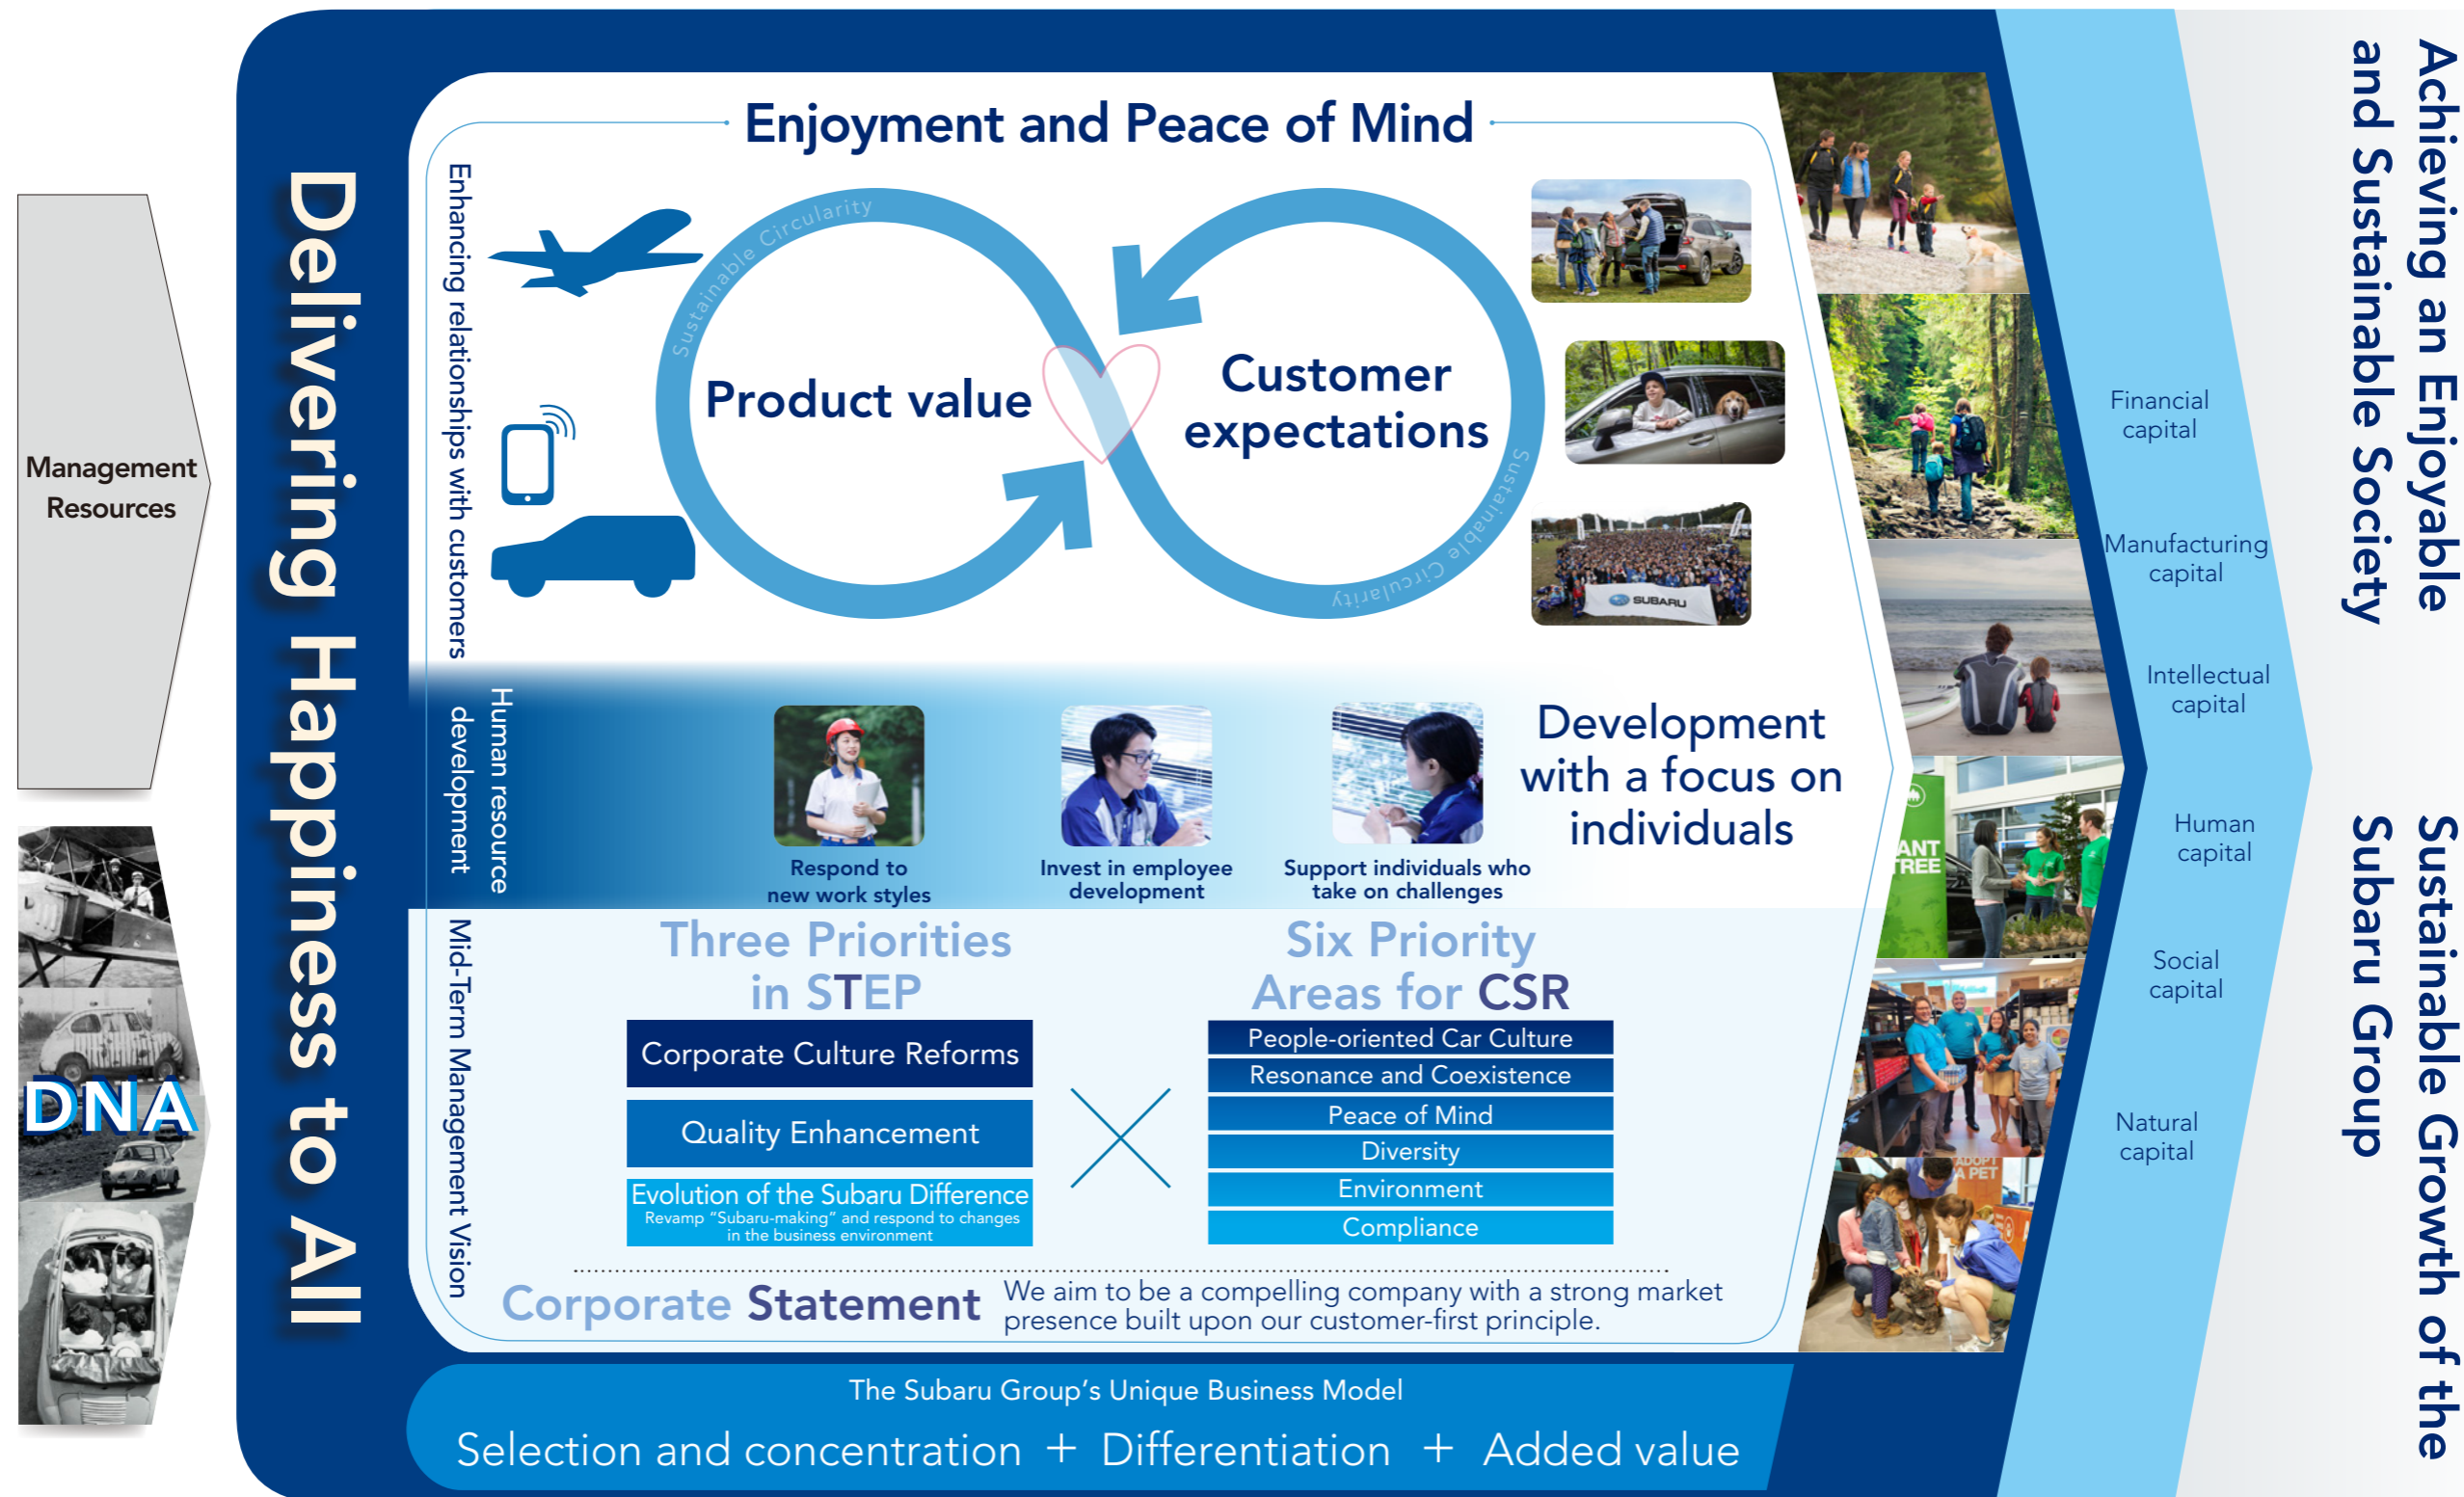 Management
Resources
DNA
Delivering Happiness to All
Enjoyment and Peace of Mind
Enhancing relationships with customers
Sustainable Circularity
Product value
Customer
expectations
Sustainable Circularity
SUBARU
Human resource
development
Respond to
new work styles
Invest in employee
development
Support individuals who
take on challenges
Development
with a focus on
individuals
Mid-Term Management Vision
Three Priorities
in STEP
Corporate Culture Reforms
Quality Enhancement
Evolution of the Subaru Difference
Revamp “Subaru-making” and respond to changes
in the business environment
Six Priority
Areas for CSR
People-oriented Car Culture
Resonance and Coexistence
Peace of Mind
Diversity
Environment
Compliance
Corporate Statement
We aim to be a compelling company with a strong market
presence built upon our customer-first principle.
The Subaru Group’s Unique Business Model
Selection and concentration + Differentiation + Added value
ANT
TREE
ADOPT
A PET
Financial
capital
Manufacturing
capital
Intellectual
capital
Human
capital
Social
capital
Natural
capital
Achieving an Enjoyable
and Sustainable Society
Sustainable Growth of the
Subaru Group